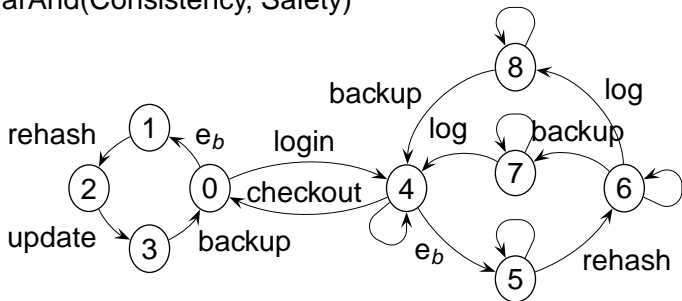 arAnd(Consistency, Safety)
8
backup
log
1
rehash
e_b
login
log
7
backup
2
0
checkout
4
6
update
3
backup
e_b
5
rehash